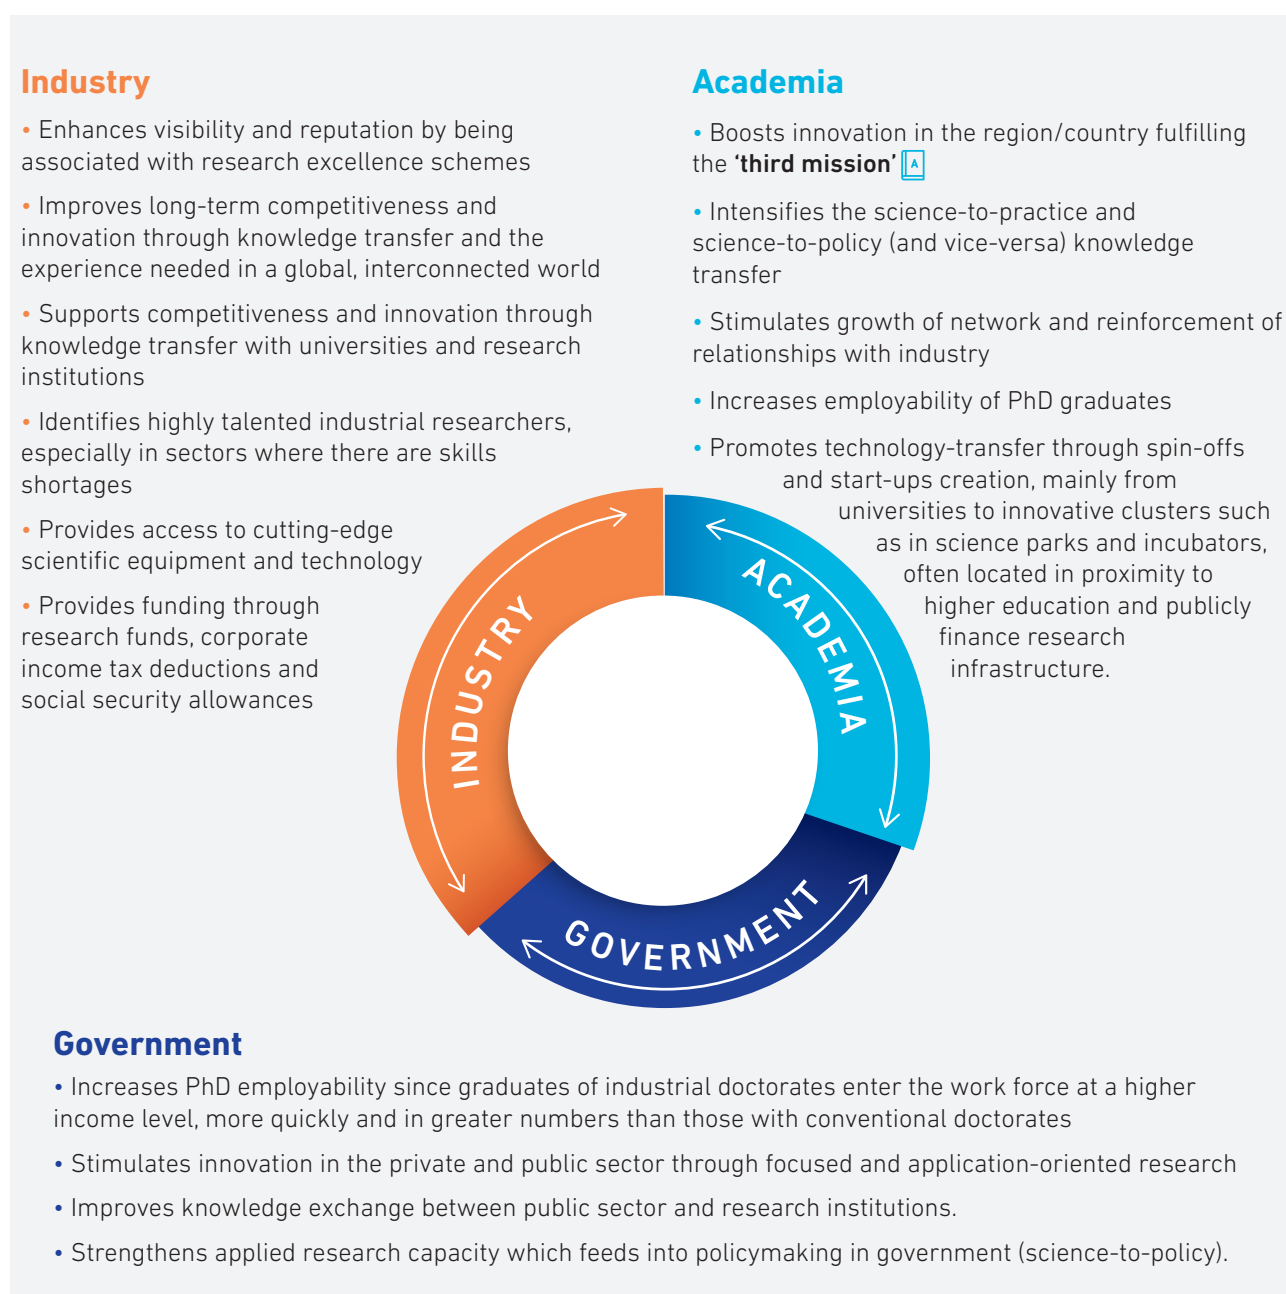 Industry
• Enhances visibility and reputation by being
associated with research excellence schemes
• Improves long-term competitiveness and
innovation through knowledge transfer and the
experience needed in a global, interconnected world
• Supports competitiveness and innovation through
knowledge transfer with universities and research
institutions
• Identifies highly talented industrial researchers,
especially in sectors where there are skills
shortages
• Provides access to cutting-edge
scientific equipment and technology
• Provides funding through
research funds, corporate
income tax deductions and
social security allowances
Academia
• Boosts innovation in the region/country fulfilling
the ‘third mission’ A
• Intensifies the science-to-practice and
science-to-policy (and vice-versa) knowledge
transfer
• Stimulates growth of network and reinforcement of
relationships with industry
• Increases employability of PhD graduates
• Promotes technology-transfer through spin-offs
and start-ups creation, mainly from
universities to innovative clusters such
as in science parks and incubators,
often located in proximity to
higher education and publicly
finance research
infrastructure.
INDUSTRY
ACADEMIA
GOVERNMENT
Government
• Increases PhD employability since graduates of industrial doctorates enter the work force at a higher
income level, more quickly and in greater numbers than those with conventional doctorates
• Stimulates innovation in the private and public sector through focused and application-oriented research
• Improves knowledge exchange between public sector and research institutions.
• Strengthens applied research capacity which feeds into policymaking in government (science-to-policy).